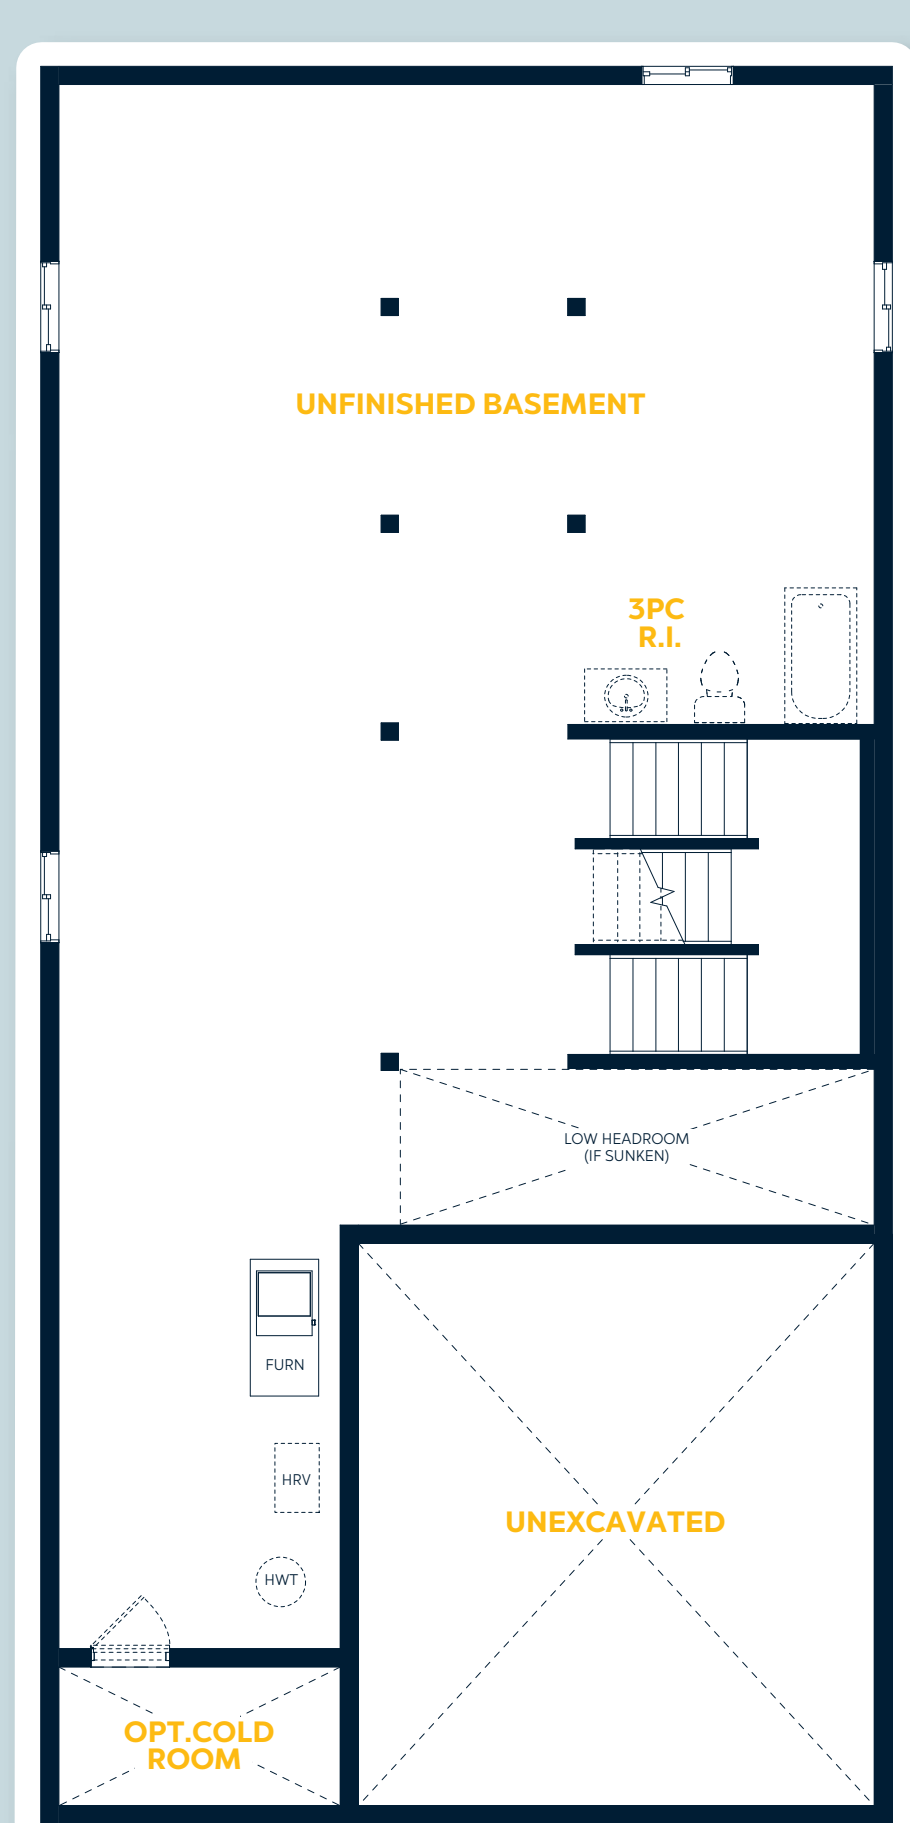 UNFINISHED BASEMENT
3PC
R.I.
LOW HEADROOM
(IF SUNKEN)
FURN
HRV
UNEXCAVATED
HWT
OPT.COLD
ROOM